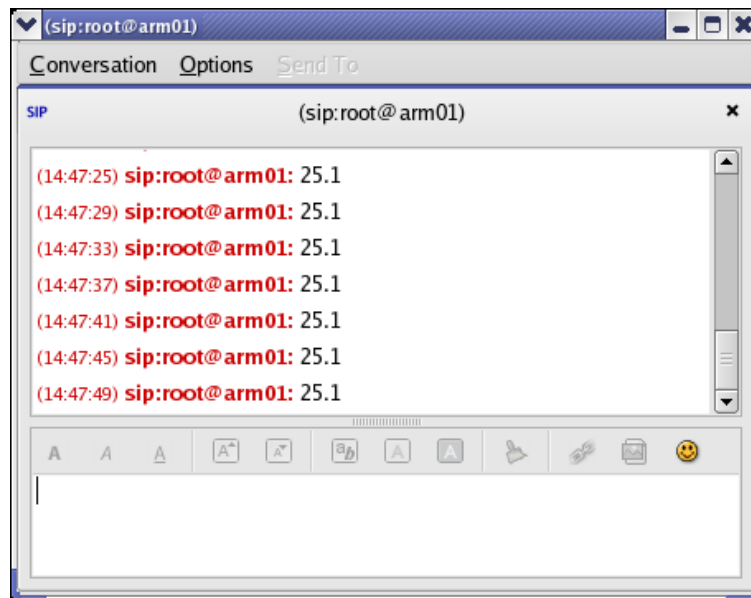 (sip:root@arm01)
Conversation Options Send To
SIP (sip:root@arm01)
(14:47:25) sip:root@arm01: 25.1
(14:47:29) sip:root@arm01: 25.1
(14:47:33) sip:root@arm01: 25.1
(14:47:37) sip:root@arm01: 25.1
(14:47:41) sip:root@arm01: 25.1
(14:47:45) sip:root@arm01: 25.1
(14:47:49) sip:root@arm01: 25.1
A A A A A ab A A